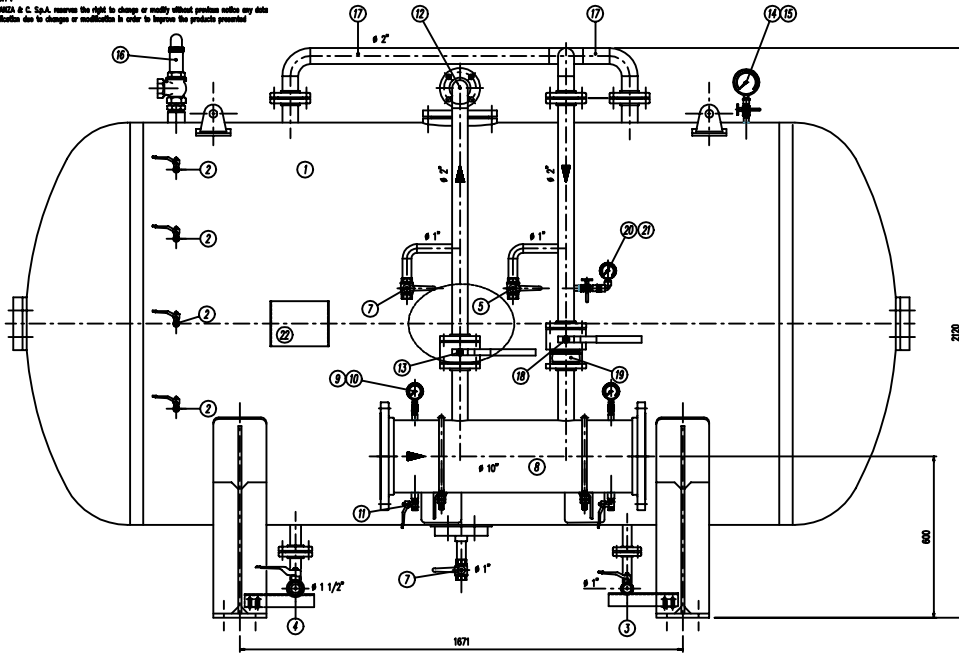 ANZA & C. S.p.A. reserves the right to change or modify without previous notice any data
fication due to changes or modification in order to improve the products presented
17
12
17
14 15
16
ø 2"
2
1
ø 2"
ø 2"
2
ø 1"
ø 1"
20 21
7
5
2
22
2120
13
18
19
9 10
2
ø 10"
8
11
600
7
ø 1"
ø 1 1/2"
ø 1"
4
3
1671